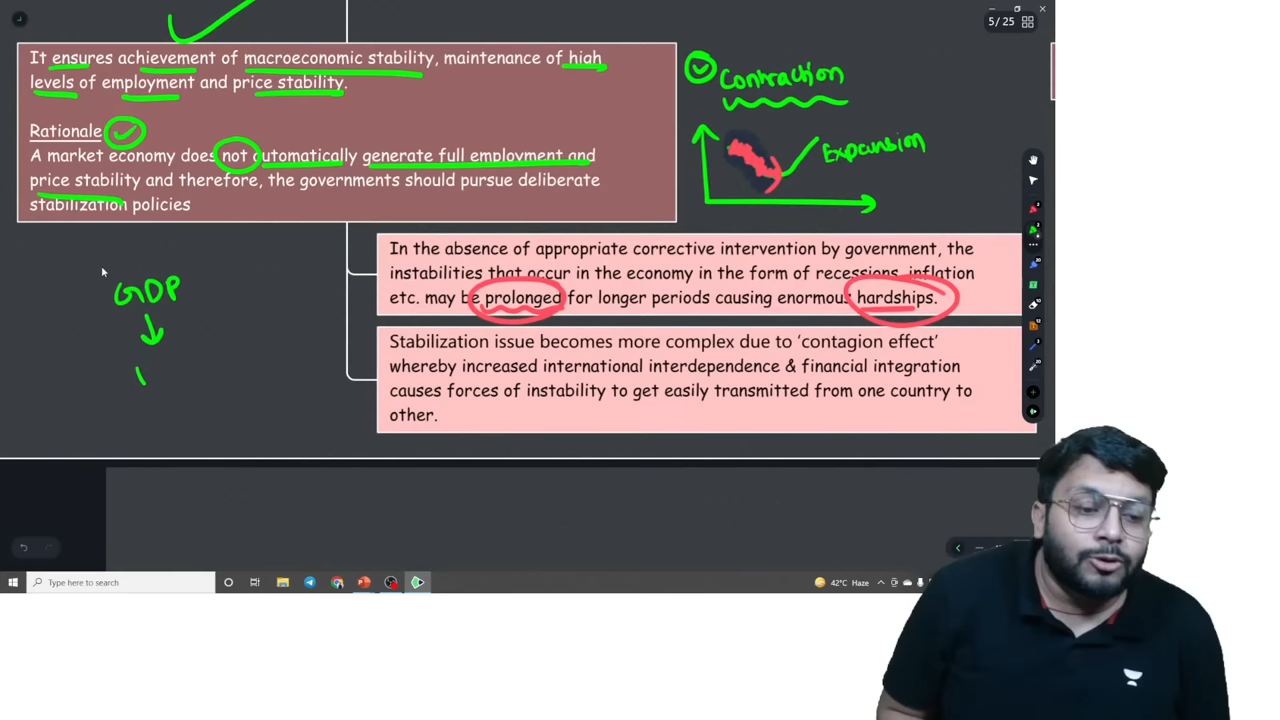 5/25
It ensures achievement of macroeconomic stability, maintenance of high
levels of employment and price stability.
Rationale
A market economy does not automatically generate full employment and
price stability and therefore, the governments should pursue deliberate
stabilization policies
Contraction
Expansion
In the absence of appropriate corrective intervention by government, the
instabilities that occur in the economy in the form of recessions, inflation
etc. may be prolonged for longer periods causing enormous hardships.
GDP
Stabilization issue becomes more complex due to ‘contagion effect’
whereby increased international interdependence & financial integration
causes forces of instability to get easily transmitted from one country to
other.
Type here to search
42°C Haze